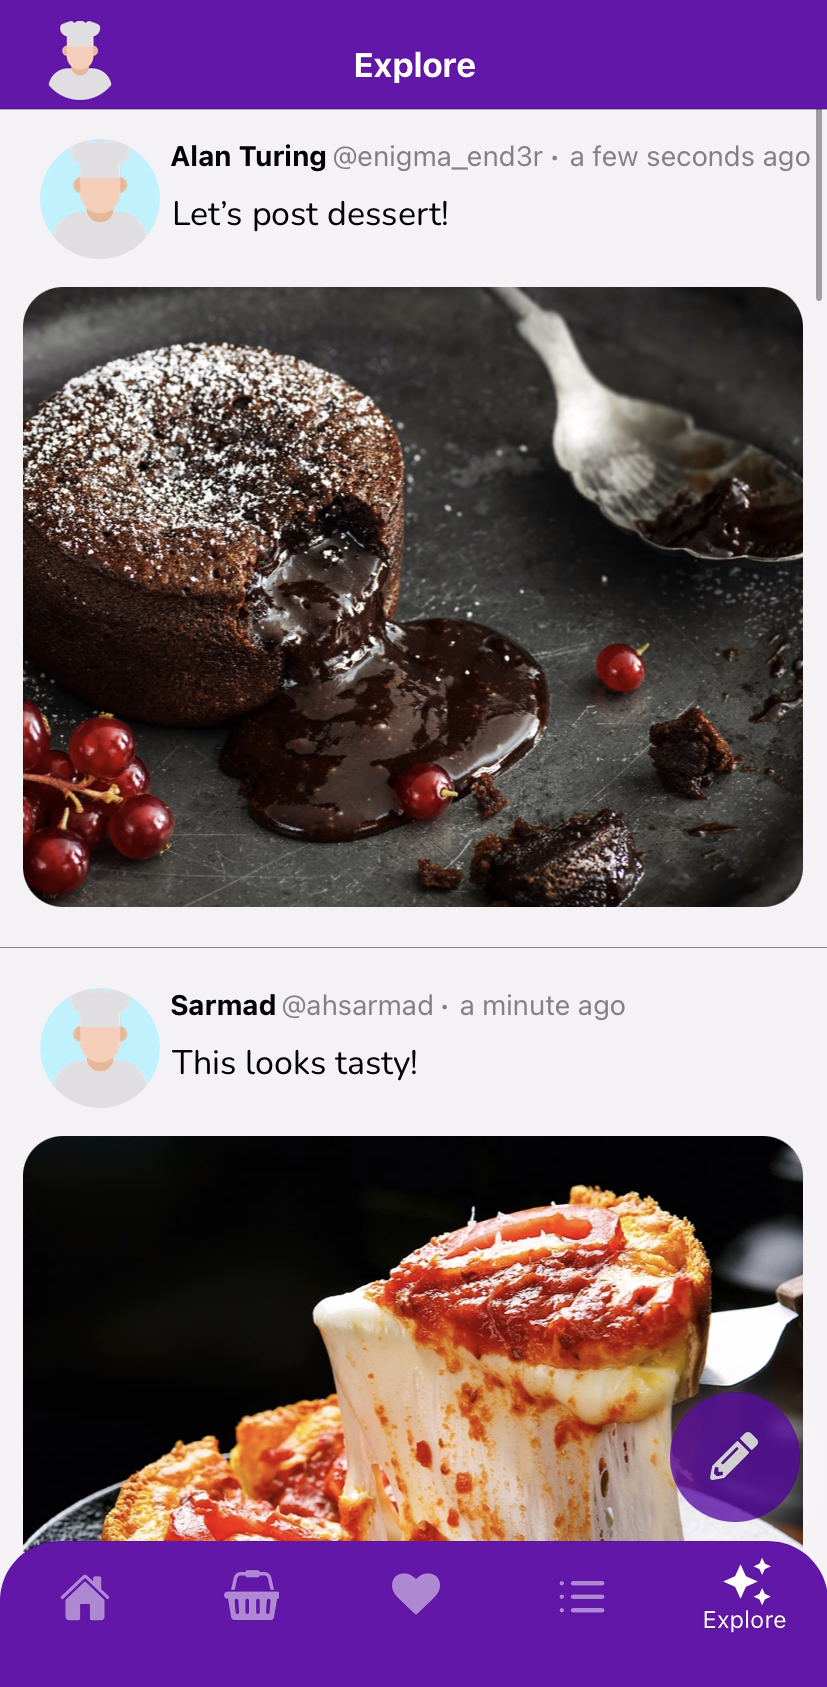 Explore
Alan Turing @enigma_end3r · a few seconds ago
Let’s post dessert!
Sarmad @ahsarmad · a minute ago
This looks tasty!
Explore